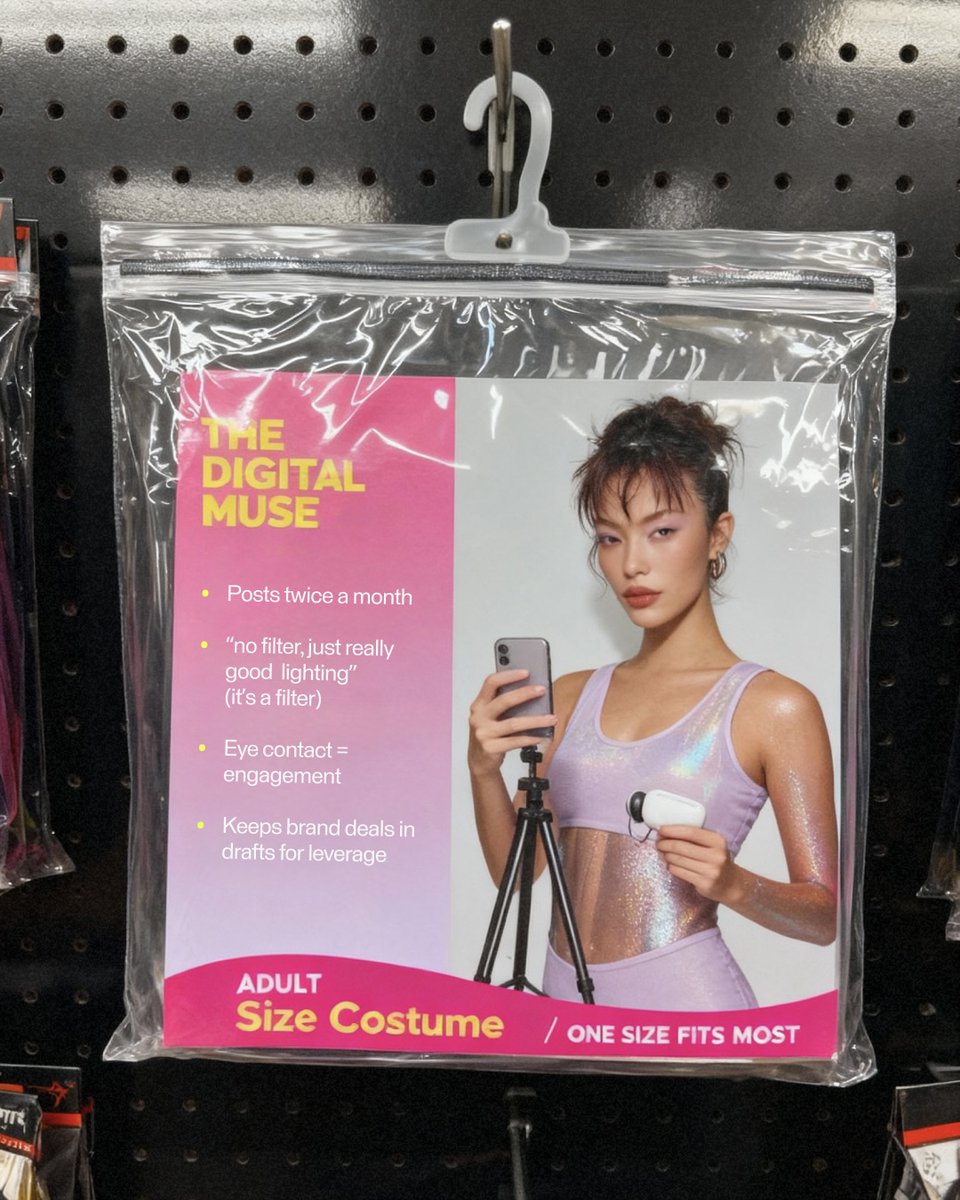 THE
DIGITAL
MUSE
• Posts twice a month
• “no filter, just really
good lighting”
(it’s a filter)
• Eye contact =
engagement
• Keeps brand deals in
drafts for leverage
ADULT
Size Costume
/ ONE SIZE FITS MOST